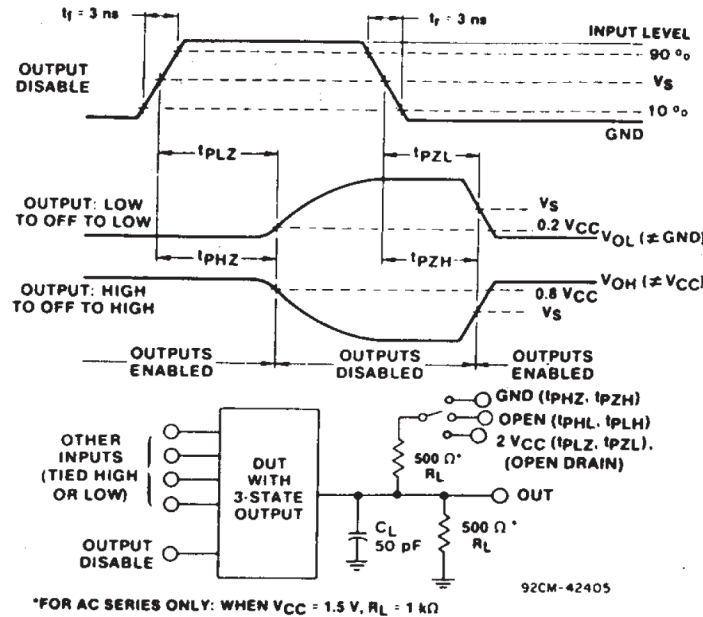 tf = 3 ns
tr = 3 ns
INPUT LEVEL
90 %
OUTPUT
DISABLE
VS
10 %
GND
tPLZ
tPZL
OUTPUT: LOW
TO OFF TO LOW
VS
0.2 VCC
VOL (≠ GND)
tPHZ
tPZH
OUTPUT: HIGH
TO OFF TO HIGH
VOH (≠ VCC)
0.8 VCC
VS
OUTPUTS
ENABLED
OUTPUTS
DISABLED
OUTPUTS
ENABLED
GND (tPHZ, tPZH)
OPEN (tPHL, tPLH)
2 VCC (tPLZ, tPZL),
(OPEN DRAIN)
OTHER
INPUTS
(TIED HIGH
OR LOW)
DUT
WITH
3-STATE
OUTPUT
500 Ω*
RL
OUT
OUTPUT
DISABLE
CL
50 pF
500 Ω*
RL
92CM-42405
*FOR AC SERIES ONLY: WHEN VCC = 1.5 V, RL = 1 kΩ